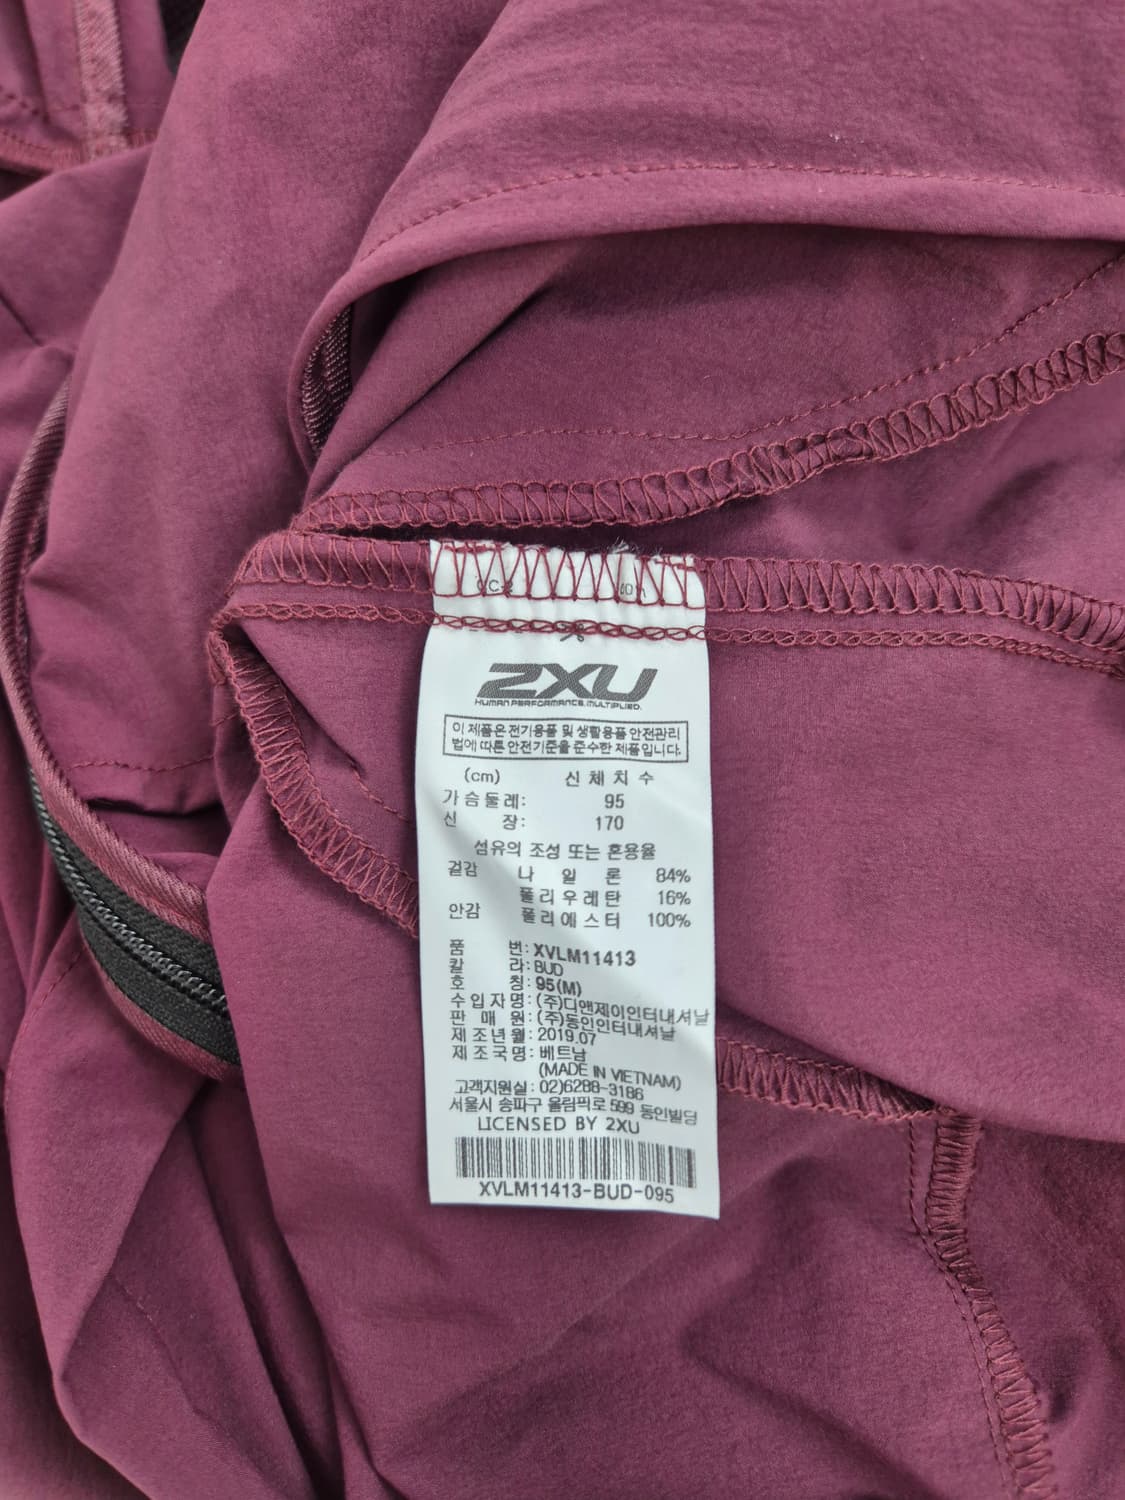 2XU
HUMAN PERFORMANCE. MULTIPLIED.
이 제품은 전기용품 및 생활용품 안전관리
법에 따른 안전기준을 준수한 제품입니다.
(cm) 신체치수
가슴둘레: 95
신 장: 170
섬유의 조성 또는 혼용율
겉감 나 일 론 84%
폴리우레탄 16%
안감 폴리에스터 100%
품 번: XVLM11413
칼 라: BUD
호 칭: 95(M)
수입자명: (주)디앤제이인터내셔날
판 매 원: (주)동인인터내셔날
제조년월: 2019.07
제조국명: 베트남
(MADE IN VIETNAM)
고객지원실: 02)6288-3186
서울시 송파구 올림픽로 599 동인빌딩
LICENSED BY 2XU
XVLM11413-BUD-095